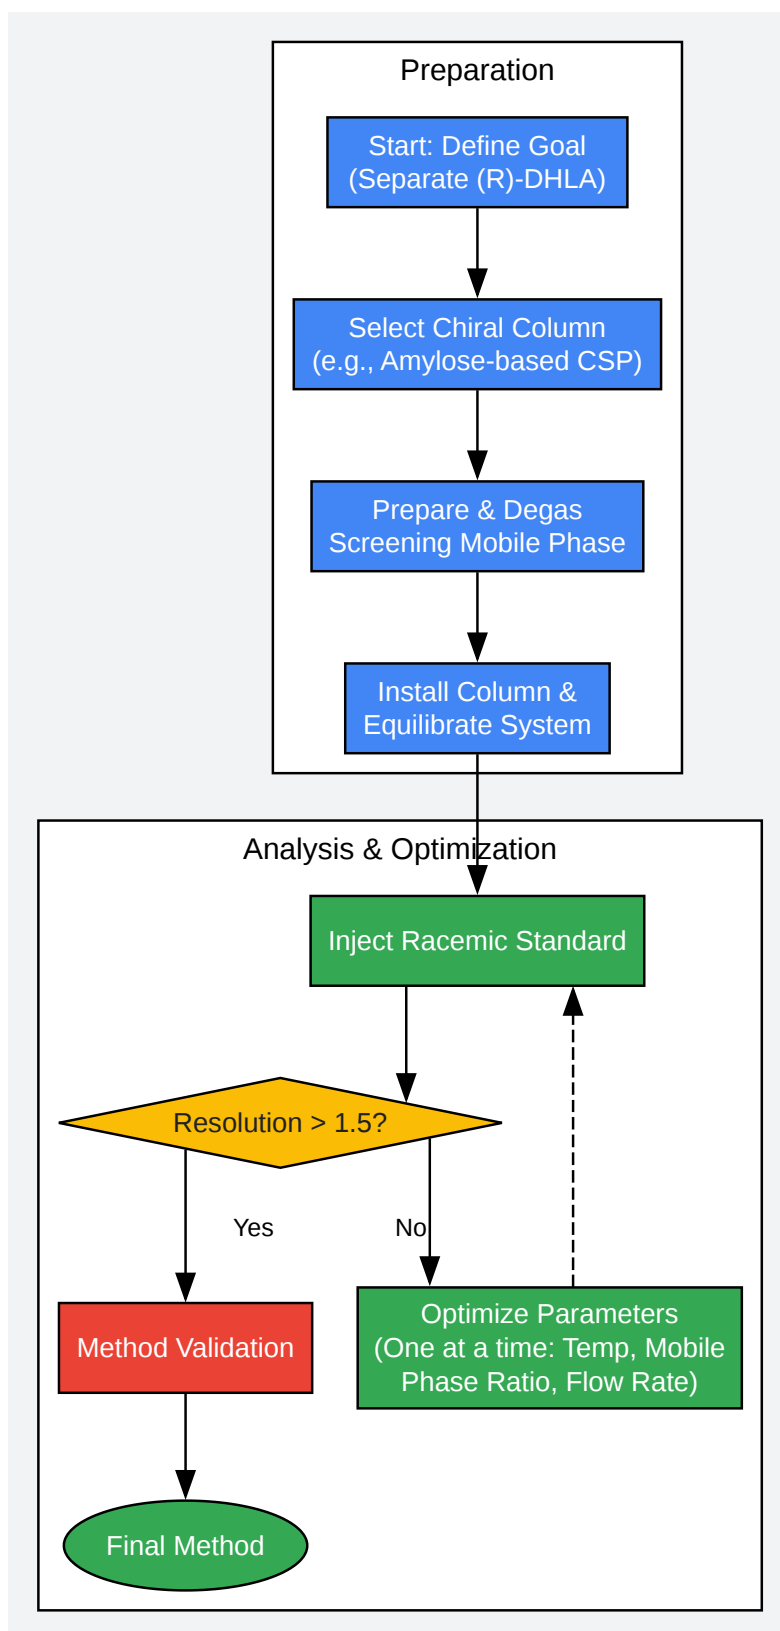 Preparation
Start: Define Goal
(Separate (R)-DHLA)
Select Chiral Column
(e.g., Amylose-based CSP)
Prepare & Degas
Screening Mobile Phase
Install Column &
Equilibrate System
Analysis & Optimization
Inject Racemic Standard
Resolution > 1.5?
Yes
No
Method Validation
Optimize Parameters
(One at a time: Temp, Mobile
Phase Ratio, Flow Rate)
Final Method